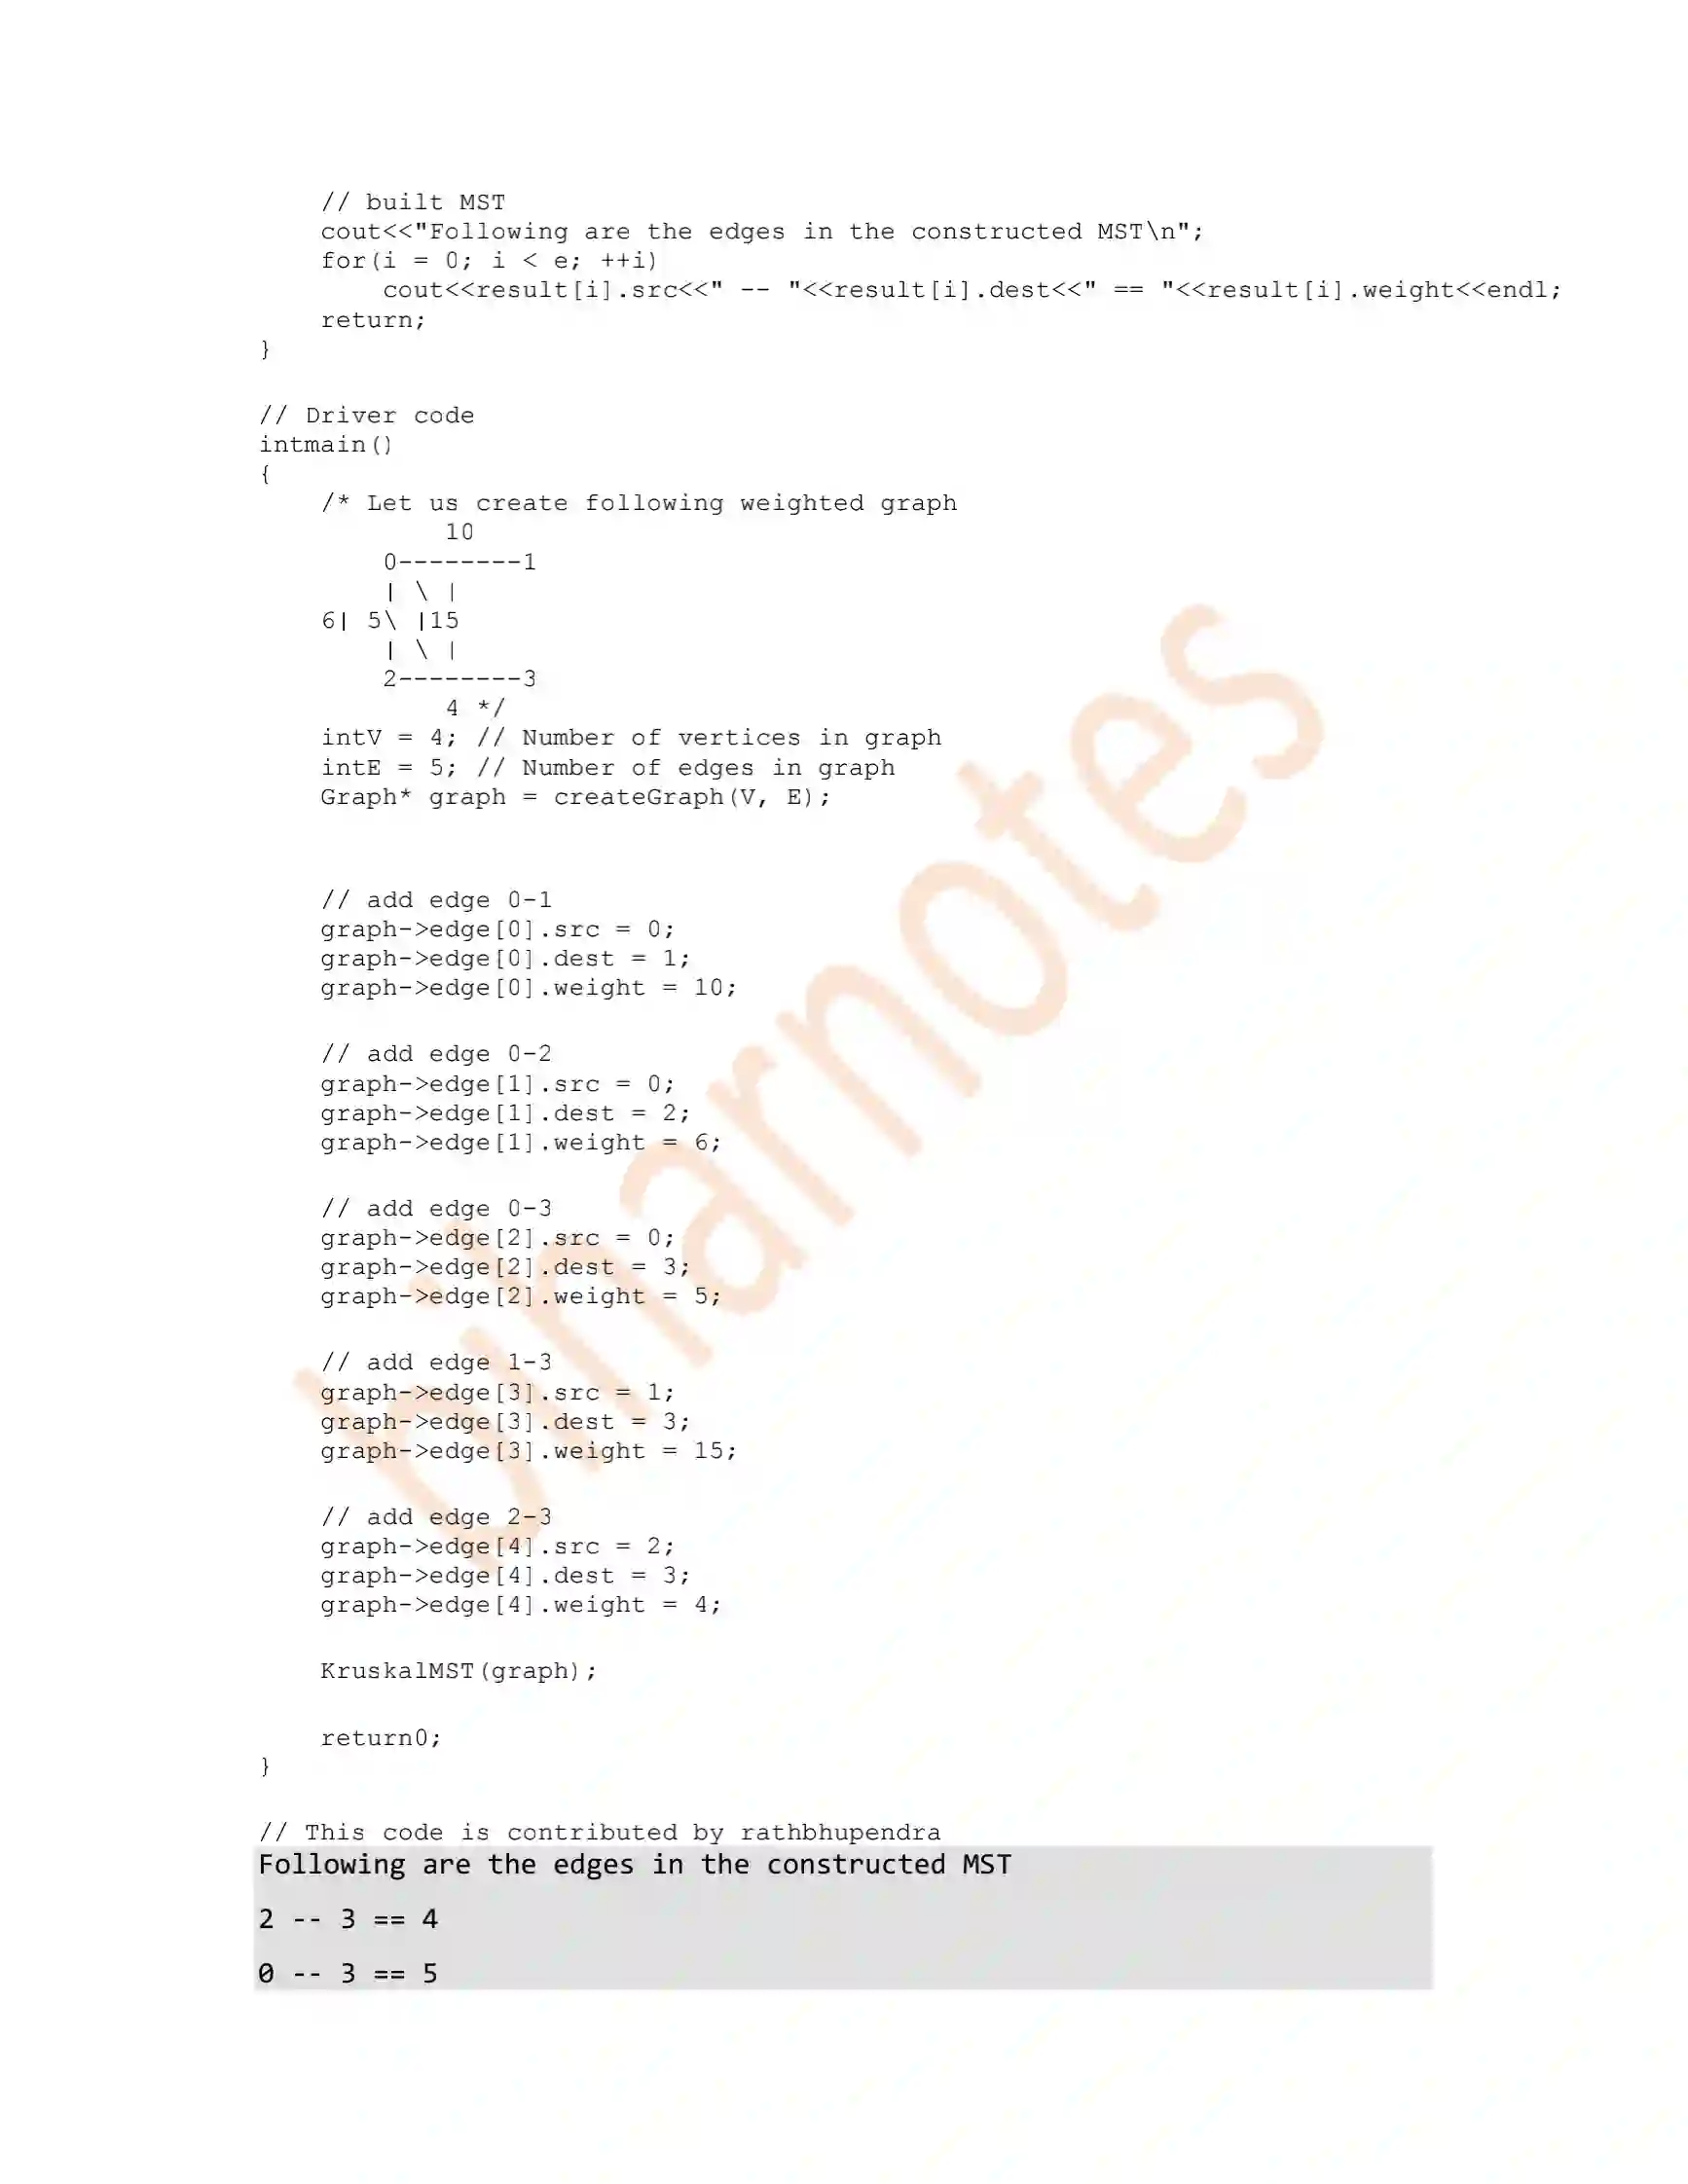 // built MST
cout<<"Following are the edges in the constructed MST\n";
for(i = 0; i < e; ++i)
cout<<result[i].src<<" -- "<<result[i].dest<<" == "<<result[i].weight<<endl;
return;
}
// Driver code
intmain()
{
/* Let us create following weighted graph
10
0--------1
| \ |
6| 5\ |15
| \ |
2--------3
4 */
intV = 4; // Number of vertices in graph
intE = 5; // Number of edges in graph
Graph* graph = createGraph(V, E);
// add edge 0-1
graph->edge[0].src = 0;
graph->edge[0].dest = 1;
graph->edge[0].weight = 10;
// add edge 0-2
graph->edge[1].src = 0;
graph->edge[1].dest = 2;
graph->edge[1].weight = 6;
// add edge 0-3
graph->edge[2].src = 0;
graph->edge[2].dest = 3;
graph->edge[2].weight = 5;
// add edge 1-3
graph->edge[3].src = 1;
graph->edge[3].dest = 3;
graph->edge[3].weight = 15;
// add edge 2-3
graph->edge[4].src = 2;
graph->edge[4].dest = 3;
graph->edge[4].weight = 4;
KruskalMST(graph);
return0;
}
// This code is contributed by rathbhupendra
Following are the edges in the constructed MST
2 -- 3 == 4
0 -- 3 == 5
biharnotes